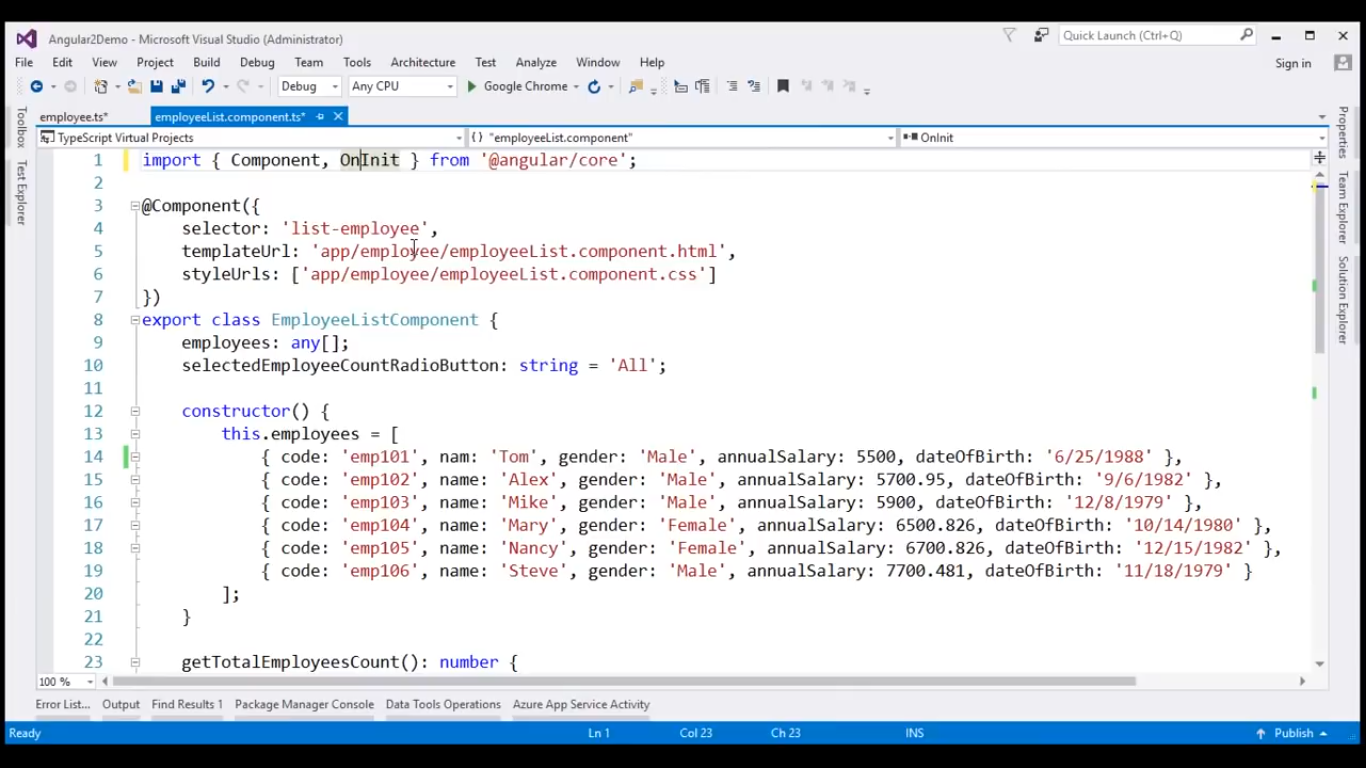 Angular2Demo - Microsoft Visual Studio (Administrator)
Quick Launch (Ctrl+Q)
File Edit View Project Build Debug Team Tools Architecture Test Analyze Window Help
Sign in
Debug Any CPU Google Chrome
employee.ts* employeeList.component.ts*
TypeScript Virtual Projects {} "employeeList.component" OnInit
Toolbox
Test Explorer
Properties
Team Explorer
Solution Explorer
1 import { Component, OnInit } from '@angular/core';
2
3 @Component({
4 selector: 'list-employee',
5 templateUrl: 'app/employee/employeeList.component.html',
6 styleUrls: ['app/employee/employeeList.component.css']
7 })
8 export class EmployeeListComponent {
9 employees: any[];
10 selectedEmployeeCountRadioButton: string = 'All';
11
12 constructor() {
13 this.employees = [
14 { code: 'emp101', nam: 'Tom', gender: 'Male', annualSalary: 5500, dateOfBirth: '6/25/1988' },
15 { code: 'emp102', name: 'Alex', gender: 'Male', annualSalary: 5700.95, dateOfBirth: '9/6/1982' },
16 { code: 'emp103', name: 'Mike', gender: 'Male', annualSalary: 5900, dateOfBirth: '12/8/1979' },
17 { code: 'emp104', name: 'Mary', gender: 'Female', annualSalary: 6500.826, dateOfBirth: '10/14/1980' },
18 { code: 'emp105', name: 'Nancy', gender: 'Female', annualSalary: 6700.826, dateOfBirth: '12/15/1982' },
19 { code: 'emp106', name: 'Steve', gender: 'Male', annualSalary: 7700.481, dateOfBirth: '11/18/1979' }
20 ];
21 }
22
23 getTotalEmployeesCount(): number {
100 %
Error List... Output Find Results 1 Package Manager Console Data Tools Operations Azure App Service Activity
Ready Ln 1 Col 23 Ch 23 INS Publish